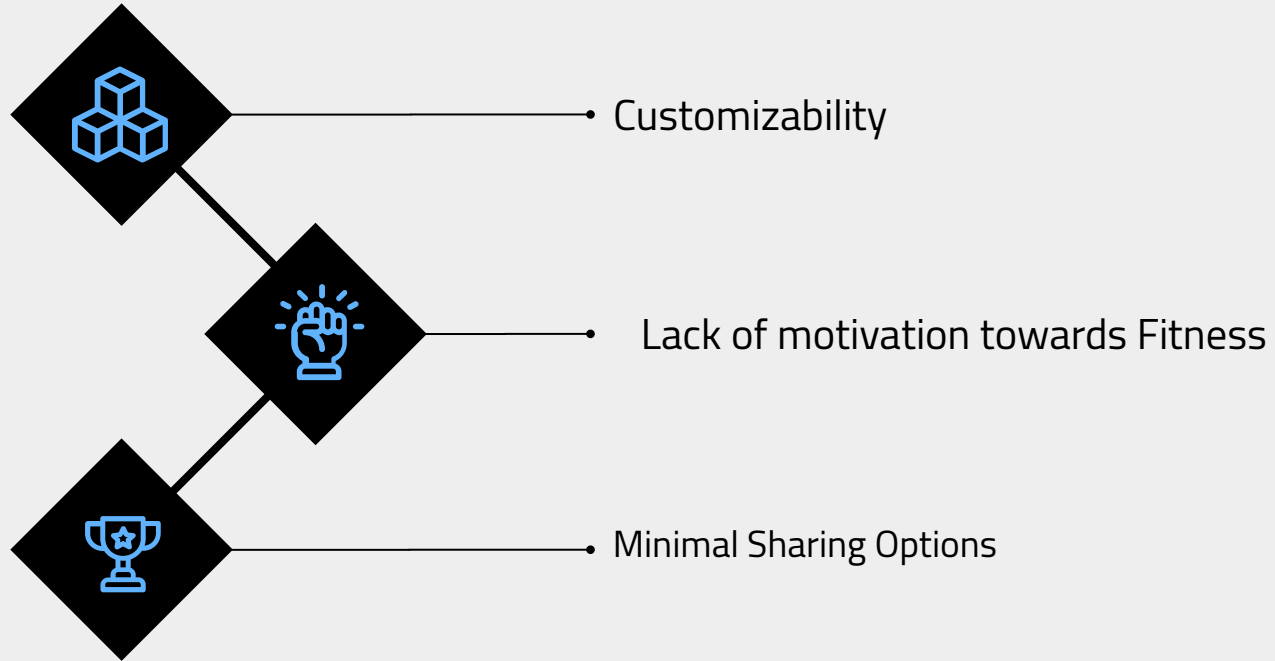 Customizability
Lack of motivation towards Fitness
Minimal Sharing Options